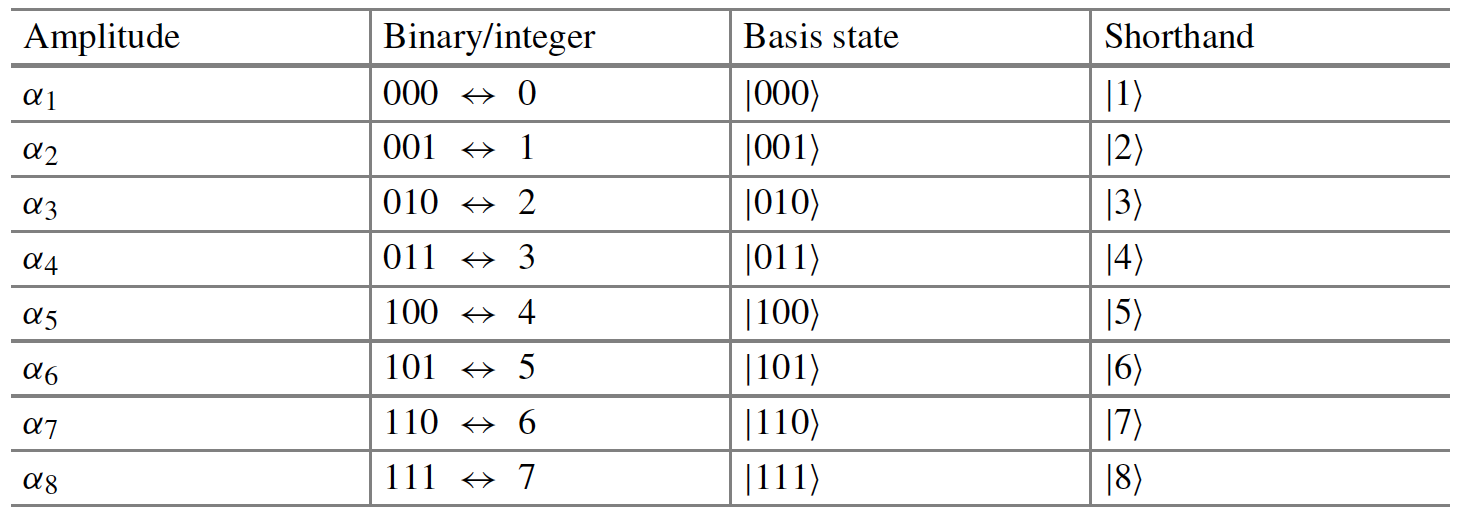 Amplitude Binary/integer Basis state Shorthand
α1 000 ↔ 0 |000⟩ |1⟩
α2 001 ↔ 1 |001⟩ |2⟩
α3 010 ↔ 2 |010⟩ |3⟩
α4 011 ↔ 3 |011⟩ |4⟩
α5 100 ↔ 4 |100⟩ |5⟩
α6 101 ↔ 5 |101⟩ |6⟩
α7 110 ↔ 6 |110⟩ |7⟩
α8 111 ↔ 7 |111⟩ |8⟩